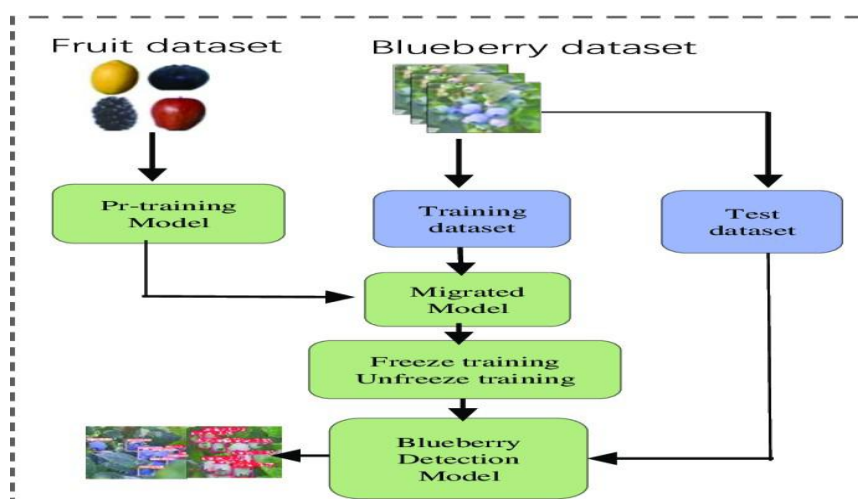 Fruit dataset
Blueberry dataset
Pr-training
Model
Training
dataset
Test
dataset
Migrated
Model
Freeze training
Unfreeze training
Blueberry
Detection
Model